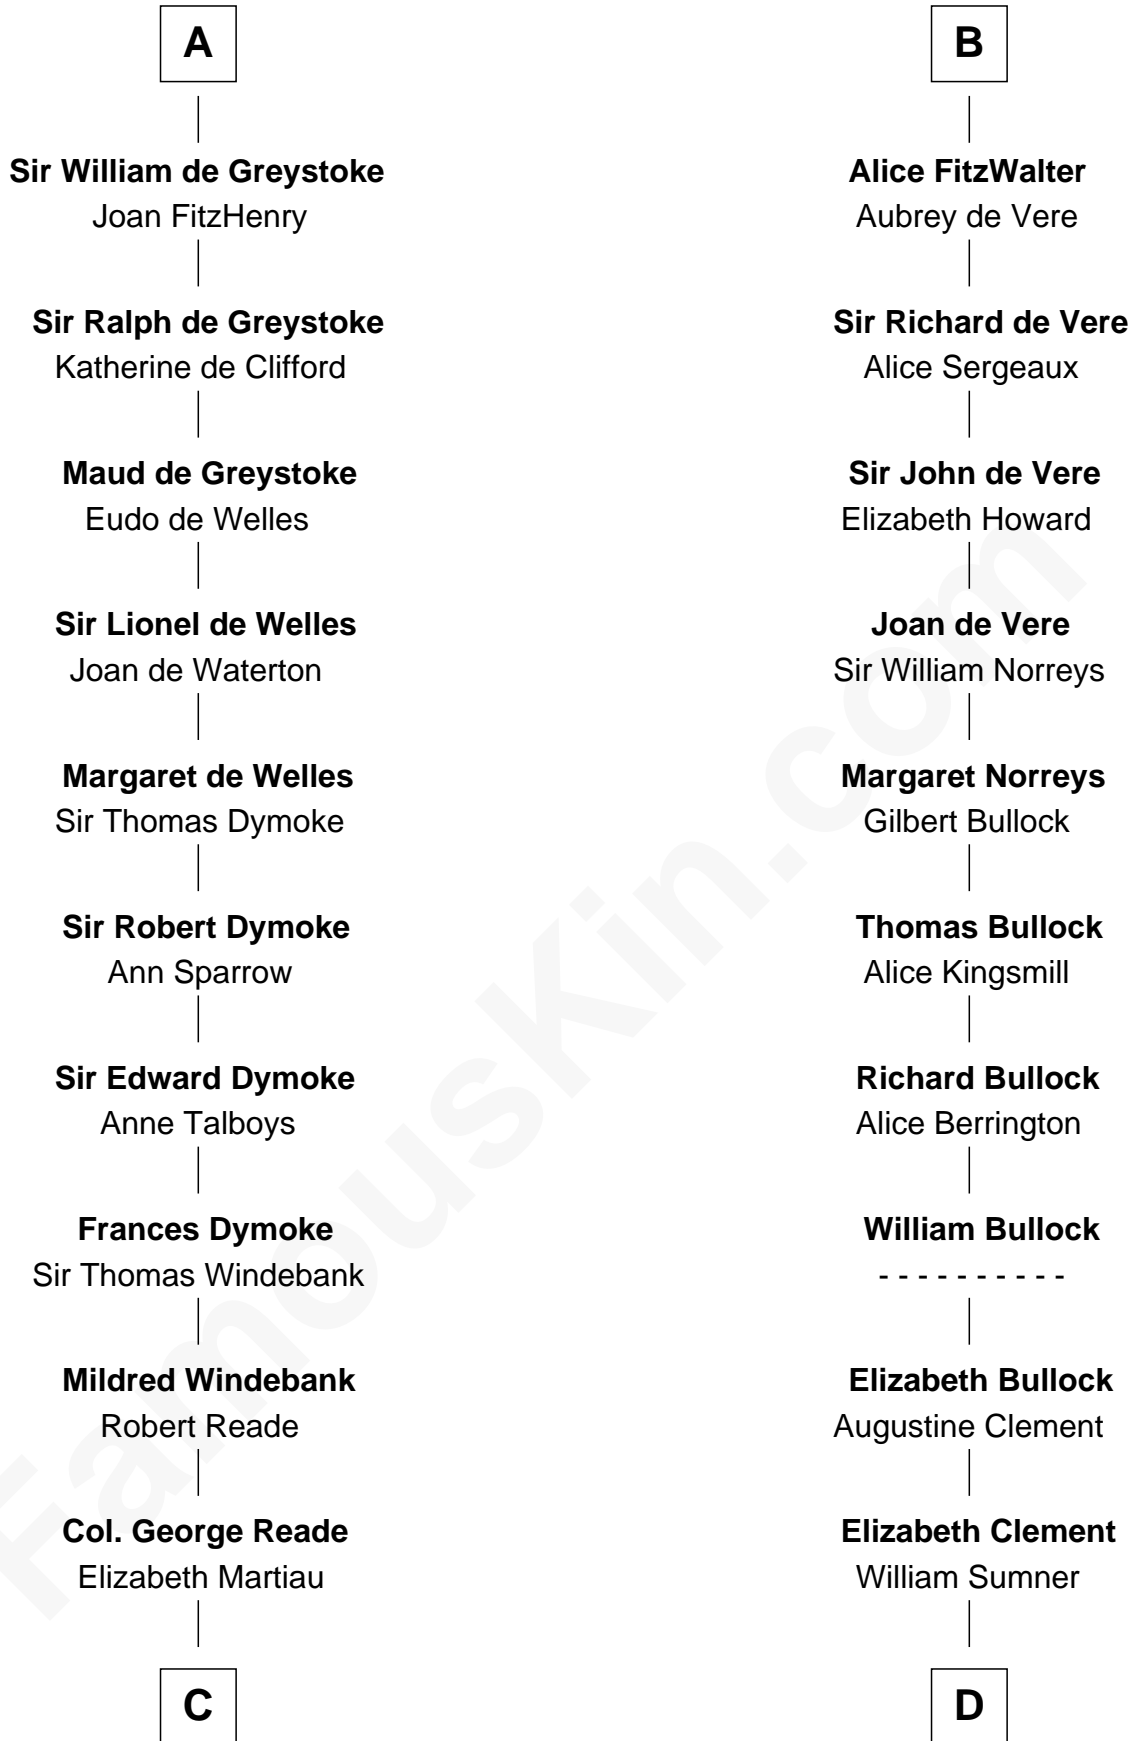 A
Sir William de Greystoke
Joan FitzHenry
Sir Ralph de Greystoke
Katherine de Clifford
Maud de Greystoke
Eudo de Welles
Sir Lionel de Welles
Joan de Waterton
Margaret de Welles
Sir Thomas Dymoke
Sir Robert Dymoke
Ann Sparrow
Sir Edward Dymoke
Anne Talboys
Frances Dymoke
Sir Thomas Windebank
Mildred Windebank
Robert Reade
Col. George Reade
Elizabeth Martiau
C
B
Alice FitzWalter
Aubrey de Vere
Sir Richard de Vere
Alice Sergeaux
Sir John de Vere
Elizabeth Howard
Joan de Vere
Sir William Norreys
Margaret Norreys
Gilbert Bullock
Thomas Bullock
Alice Kingsmill
Richard Bullock
Alice Berrington
William Bullock
- - - - - - - - - -
Elizabeth Bullock
Augustine Clement
Elizabeth Clement
William Sumner
D
FamousKin.com